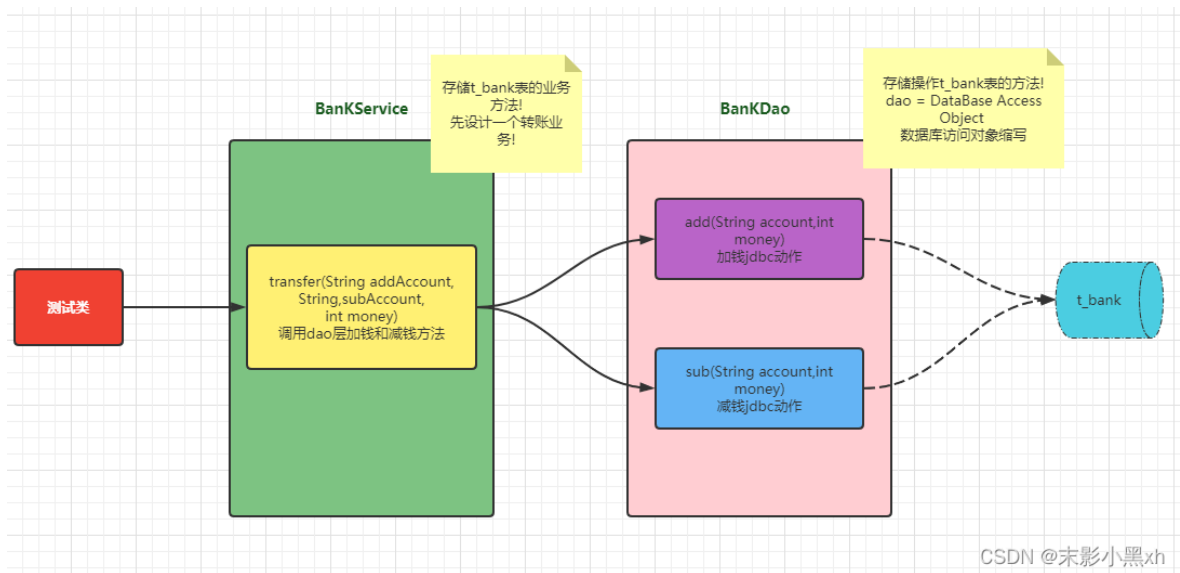 BanKService
存储t_bank表的业务
方法!
先设计一个转账业
务!
BanKDao
存储操作t_bank表的方法!
dao = DataBase Access
Object
数据库访问对象缩写
测试类
transfer(String addAccount,
String,subAccount,
int money)
调用dao层加钱和减钱方法
add(String account,int
money)
加钱jdbc动作
sub(String account,int
money)
减钱jdbc动作
t_bank
CSDN @末影小黑xh